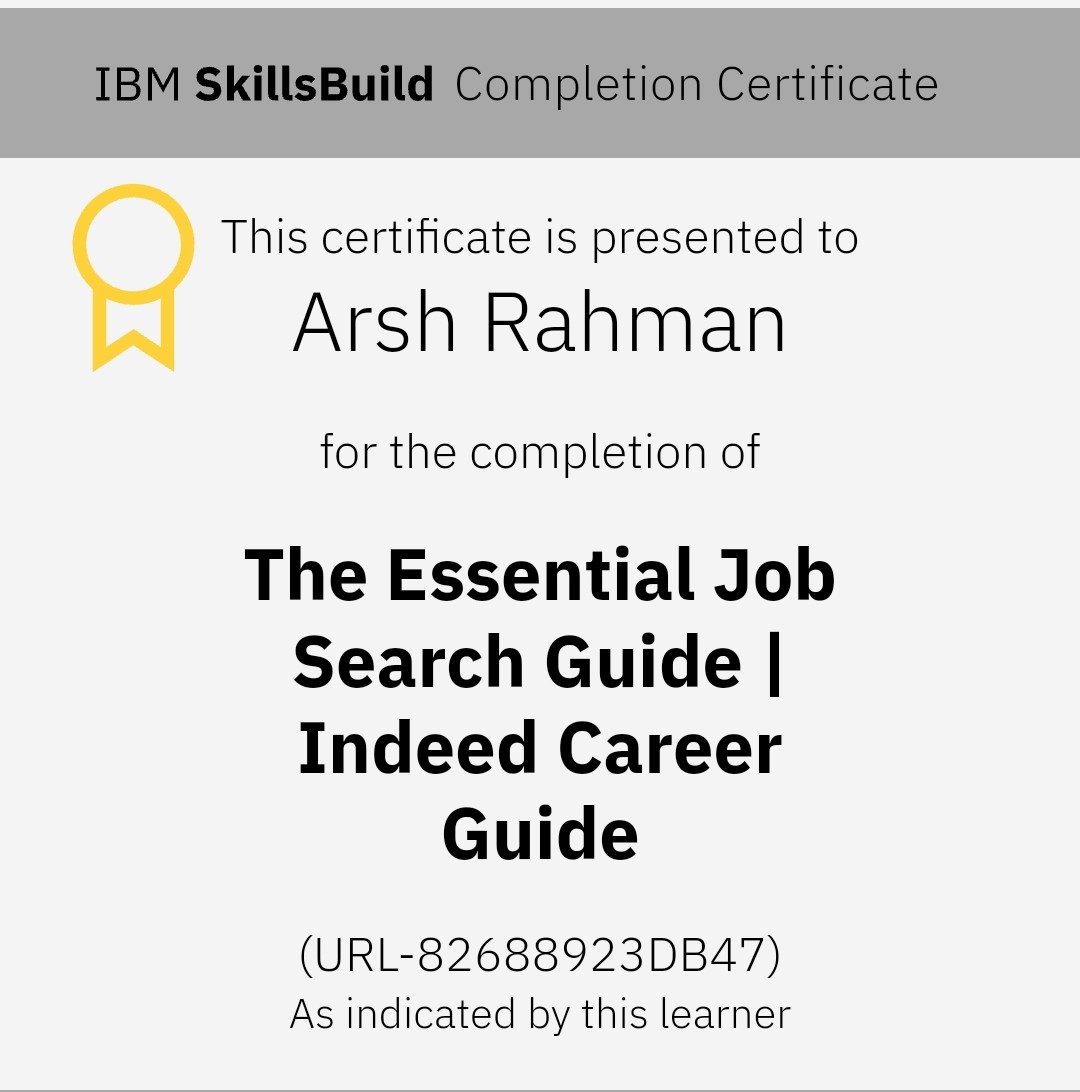 IBM SkillsBuild Completion Certificate
This certificate is presented to
Arsh Rahman
for the completion of
The Essential Job
Search Guide |
Indeed Career
Guide
(URL-82688923DB47)
As indicated by this learner